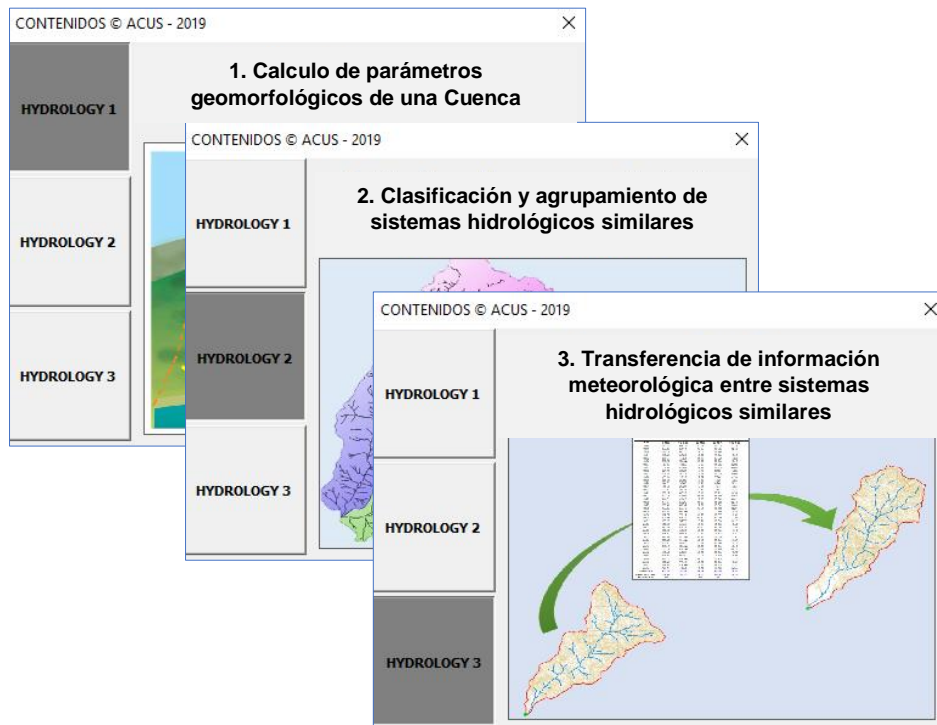 CONTENIDOS © ACUS - 2019
HYDROLOGY 1
HYDROLOGY 2
HYDROLOGY 3
1. Calculo de parámetros
geomorfológicos de una Cuenca
CONTENIDOS © ACUS - 2019
HYDROLOGY 1
HYDROLOGY 2
HYDROLOGY 3
2. Clasificación y agrupamiento de
sistemas hidrológicos similares
CONTENIDOS © ACUS - 2019
HYDROLOGY 1
HYDROLOGY 2
HYDROLOGY 3
3. Transferencia de información
meteorológica entre sistemas
hidrológicos similares